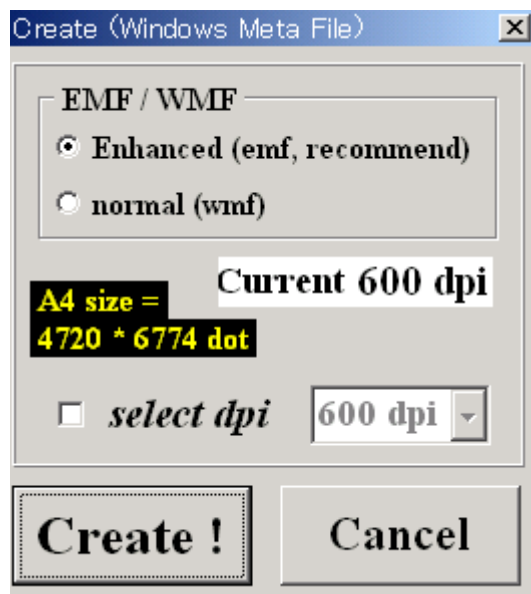 Create (Windows Meta File)
EMF / WMF
Enhanced (emf, recommend)
normal (wmf)
Current 600 dpi
A4 size =
4720 * 6774 dot
select dpi
600 dpi
Create !
Cancel